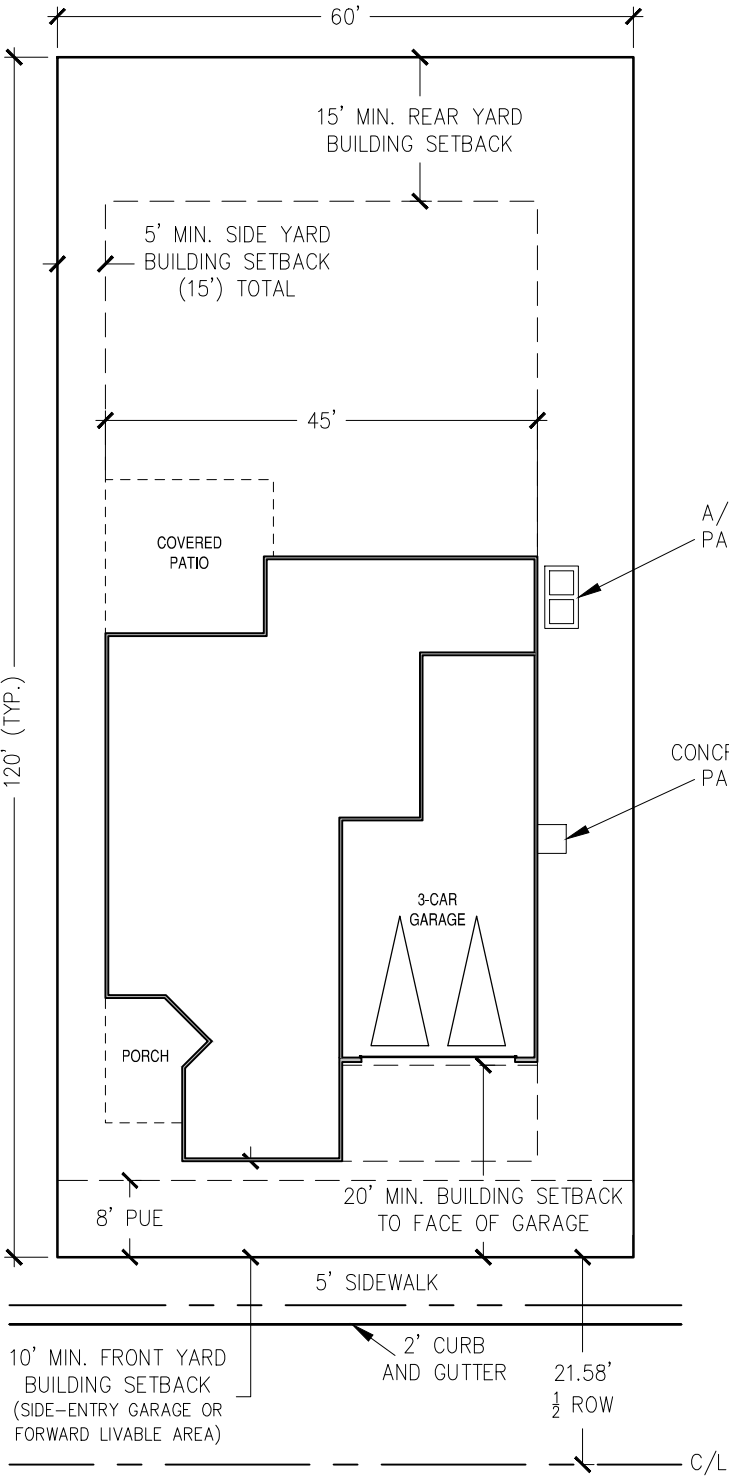 60'
15' MIN. REAR YARD
BUILDING SETBACK
5' MIN. SIDE YARD
BUILDING SETBACK
(15') TOTAL
45'
COVERED
PATIO
A/
PA
120' (TYP.)
CONCR
PA
3-CAR
GARAGE
PORCH
8' PUE
20' MIN. BUILDING SETBACK
TO FACE OF GARAGE
5' SIDEWALK
10' MIN. FRONT YARD
BUILDING SETBACK
(SIDE-ENTRY GARAGE OR
FORWARD LIVABLE AREA)
2' CURB
AND GUTTER
21.58'
½ ROW
C/L